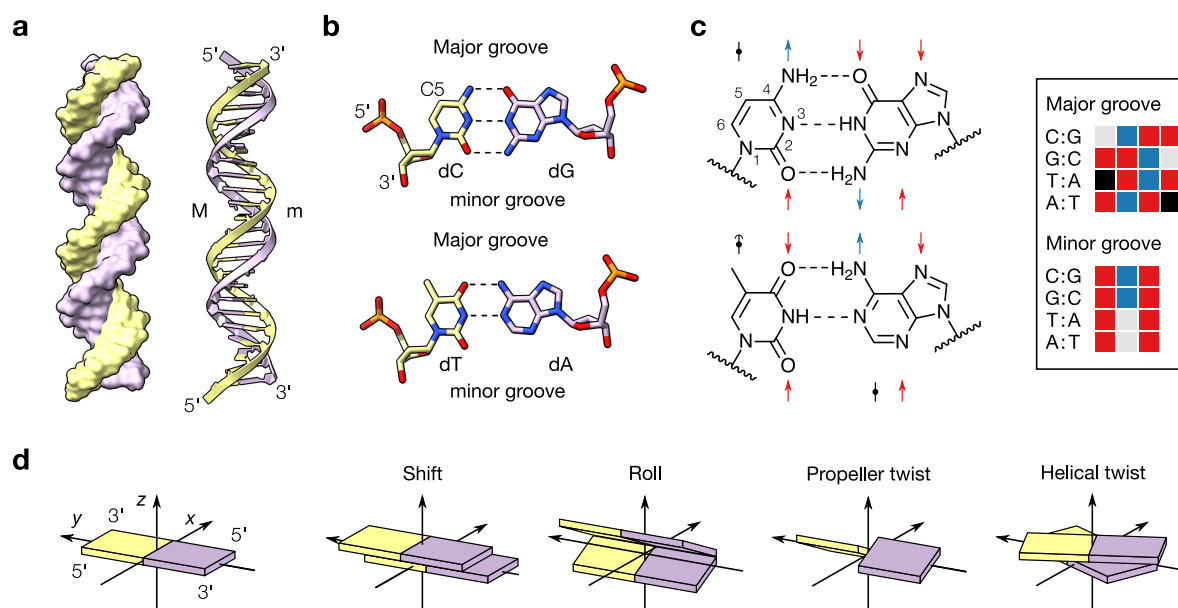 a
5'
3'
M
m
5'
3'
b
Major groove
C5
5'
3'
dC
dG
minor groove
Major groove
dT
dA
minor groove
c
NH2
O
N
5
4
6
3
N
HN
2
N
N
1
O
H2N
N
O
H2N
N
NH
N
N
N
O
N
Major groove
C:G
G:C
T:A
A:T
Minor groove
C:G
G:C
T:A
A:T
d
z
y
3'
x
5'
5'
3'
Shift
Roll
Propeller twist
Helical twist